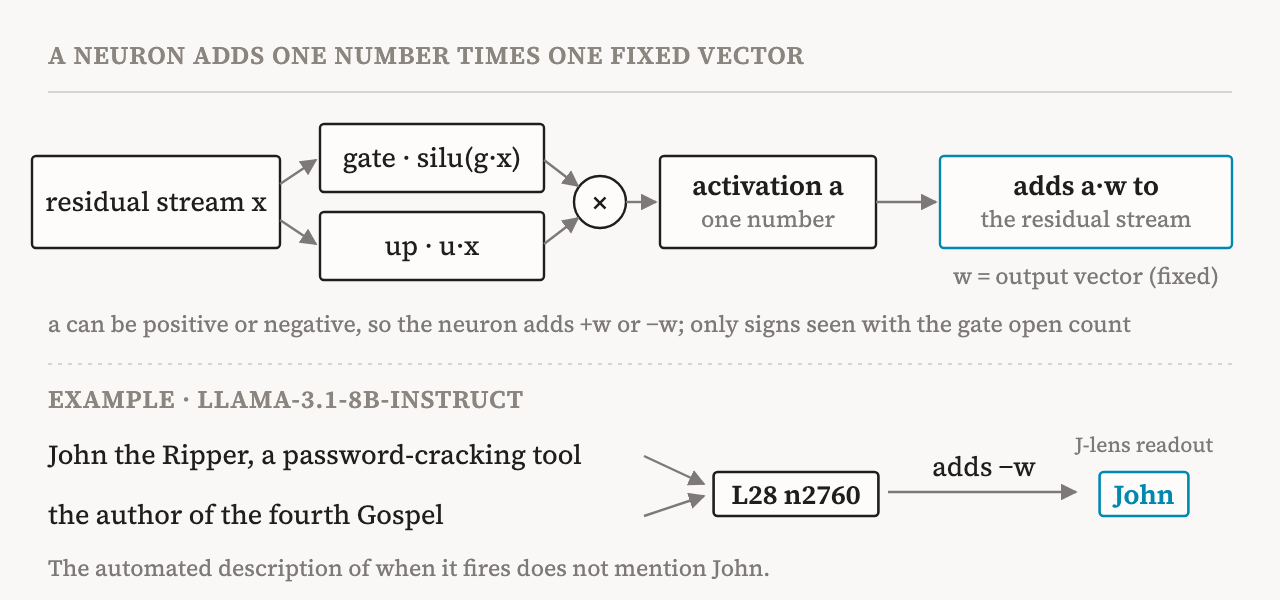 A NEURON ADDS ONE NUMBER TIMES ONE FIXED VECTOR
residual stream x
gate · silu(g·x)
up · u·x
×
activation a
one number
adds a·w to
the residual stream
w = output vector (fixed)
a can be positive or negative, so the neuron adds +w or −w; only signs seen with the gate open count
EXAMPLE · LLAMA-3.1-8B-INSTRUCT
John the Ripper, a password-cracking tool
the author of the fourth Gospel
L28 n2760
adds −w
J-lens readout
John
The automated description of when it fires does not mention John.